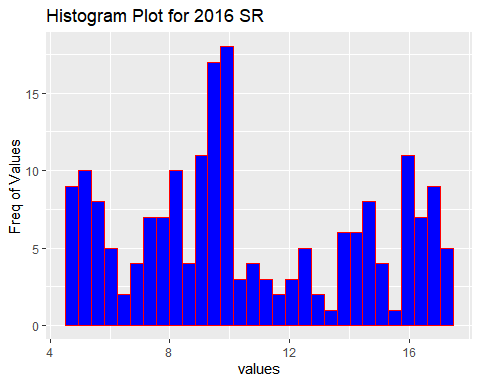 Histogram Plot for 2016 SR
15
10
5
0
Freq of Values
4 8 12 16
values